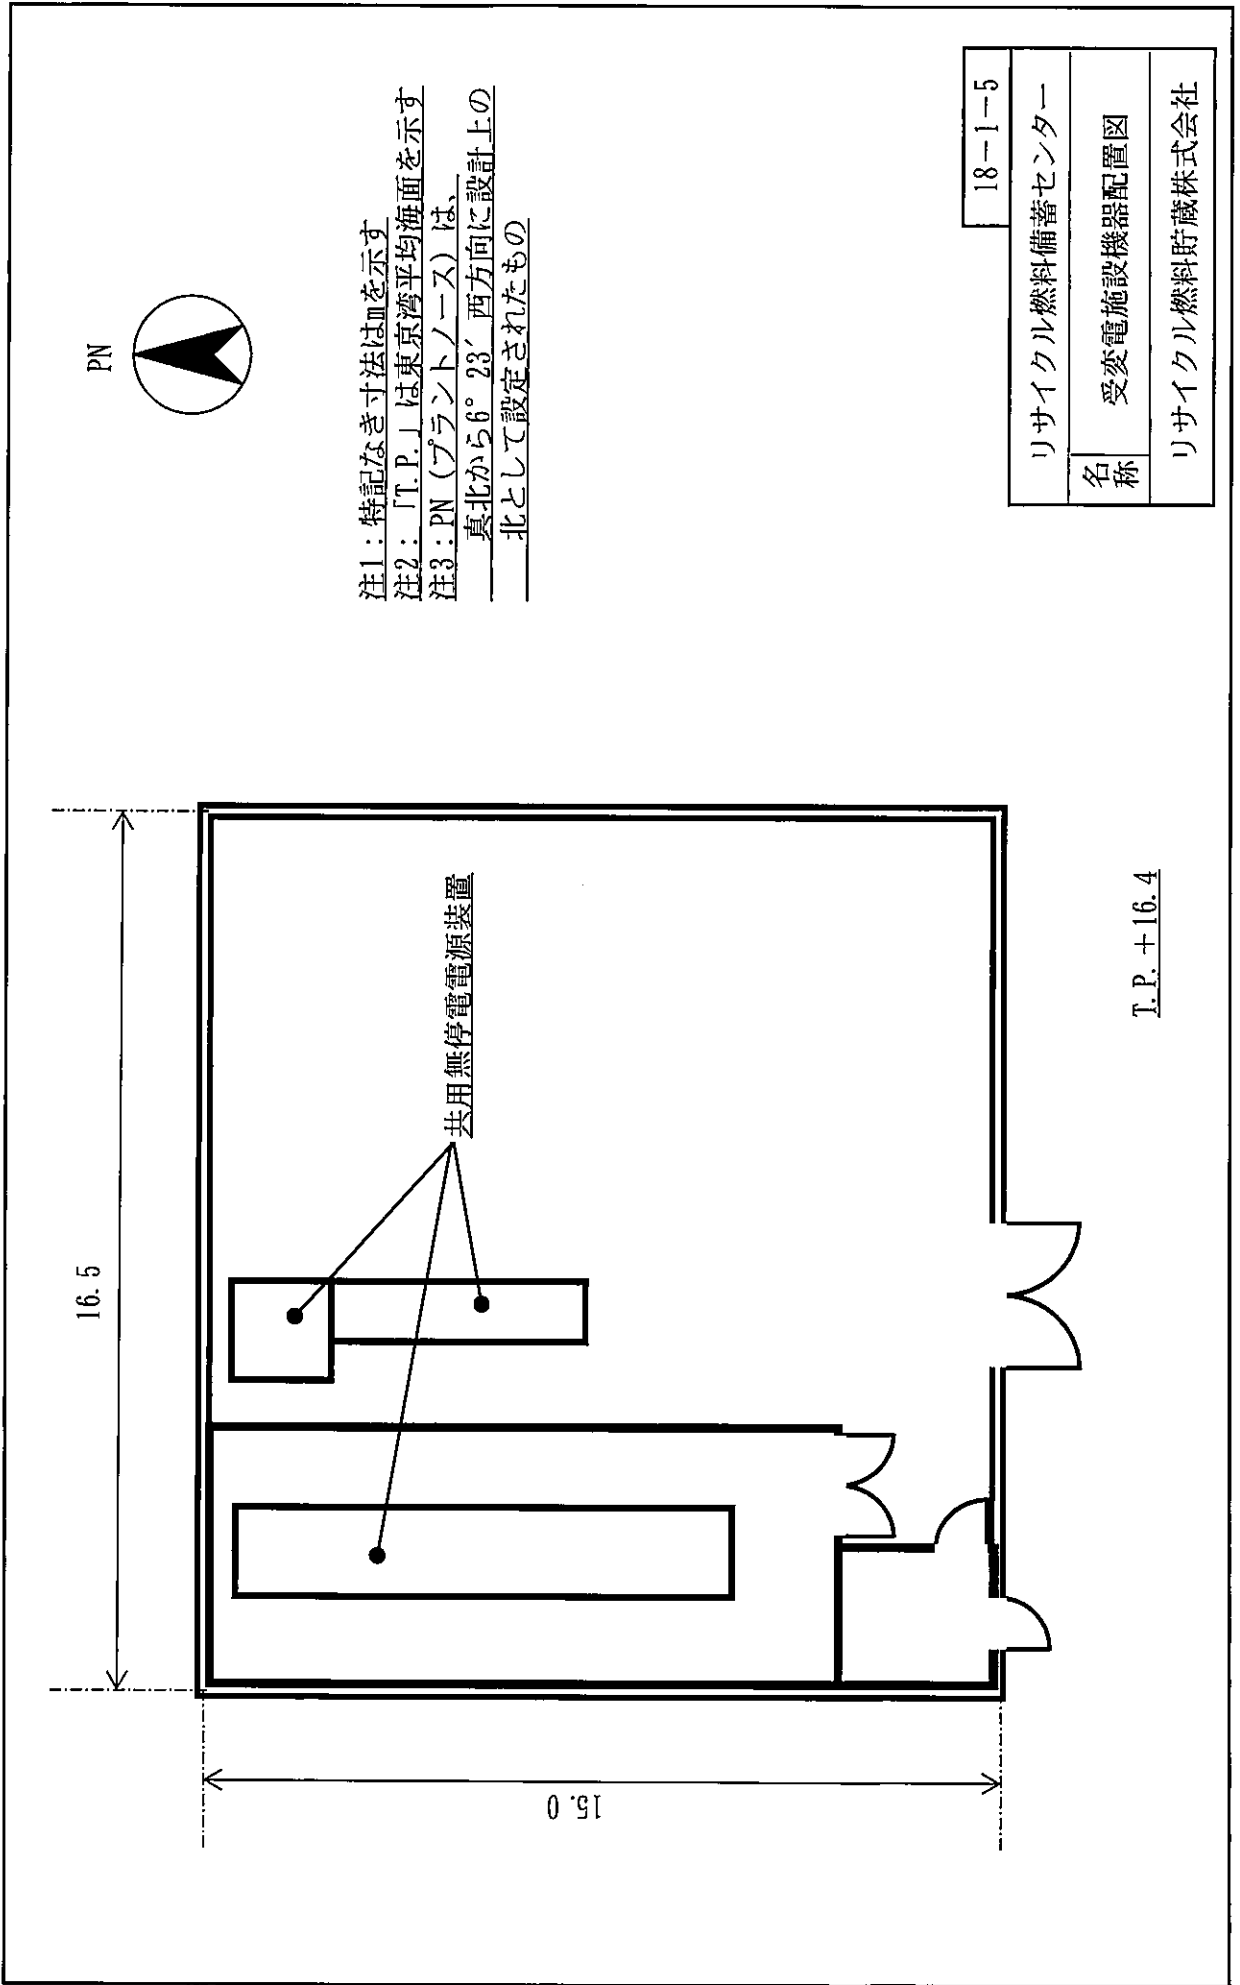 PN
注1：特記なき寸法はmを示す
注2：「T.P.」は東京湾平均海面を示す
注3：PN（プラントノース）は、
真北から6°23′西方向に設計上の
北として設定されたもの
16.5
15.0
共用無停電電源装置
T.P.＋16.4
18－1－5
リサイクル燃料備蓄センター
名称
受変電施設機器配置図
リサイクル燃料貯蔵株式会社